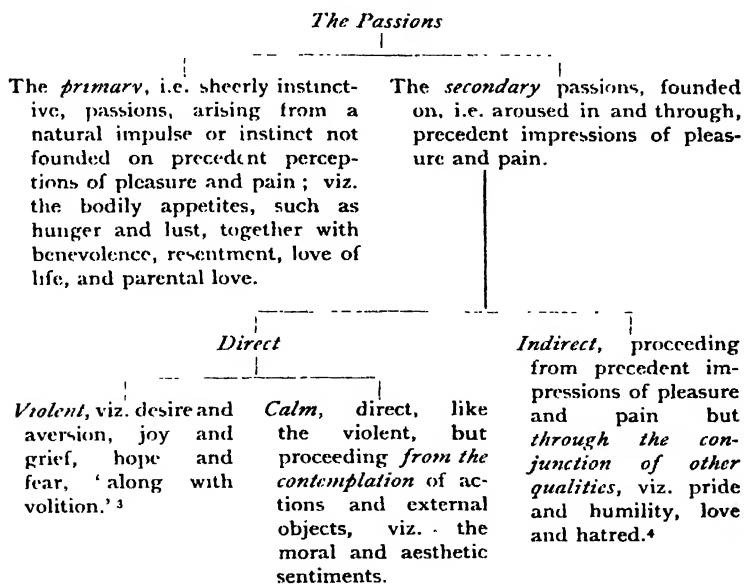 The Passions
The primary, i.e. sheerly instinct-
ive, passions, arising from a
natural impulse or instinct not
founded on precedent percep-
tions of pleasure and pain ; viz.
the bodily appetites, such as
hunger and lust, together with
benevolence, resentment, love of
life, and parental love.
The secondary passions, founded
on, i.e. aroused in and through,
precedent impressions of pleas-
ure and pain.
Direct
Violent, viz. desire and
aversion, joy and
grief, hope and
fear, ‘ along with
volition.’ ³
Calm, direct, like
the violent, but
proceeding from the
contemplation of ac-
tions and external
objects, viz. the
moral and aesthetic
sentiments.
Indirect, proceeding
from precedent im-
pressions of pleasure
and pain but
through the con-
junction of other
qualities, viz. pride
and humility, love
and hatred.⁴